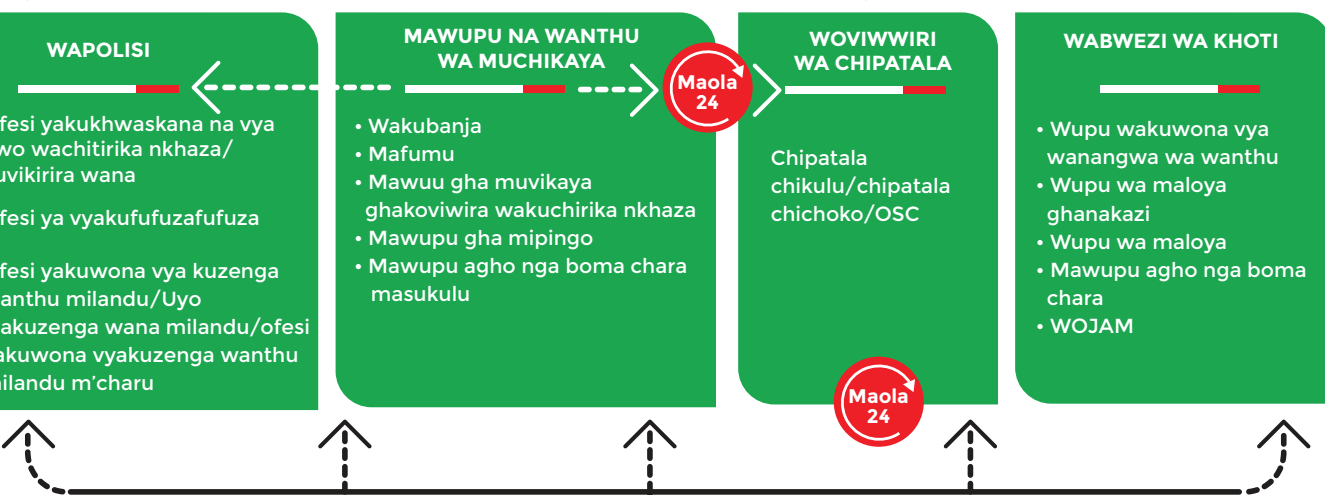 WAPOLISI
fesi yakukhwaskana na vya
wo wachitirika nkhaza/
uvikirira wana
fesi ya vyakufufuzafufuza
fesi yakuwona vya kuzenga
anthu milandu/Uyo
akuzenga wana milandu/ofesi
akuwona vyakuzenga wanthu
ilandu m'charu
MAWUPU NA WANTHU
WA MUCHIKAYA
• Wakubanja
• Mafumu
• Mawuu gha muvikaya
ghakoviwira wakuchirika nkhaza
• Mawupu gha mipingo
• Mawupu agho nga boma chara
masukulu
Maola
24
WOVIWWIRI
WA CHIPATALA
Chipatala
chikulu/chipatala
chichoko/OSC
Maola
24
WABWEZI WA KHOTI
• Wupu wakuwona vya
wanangwa wa wanthu
• Wupu wa maloya
ghanakazi
• Wupu wa maloya
• Mawupu agho nga boma
chara
• WOJAM